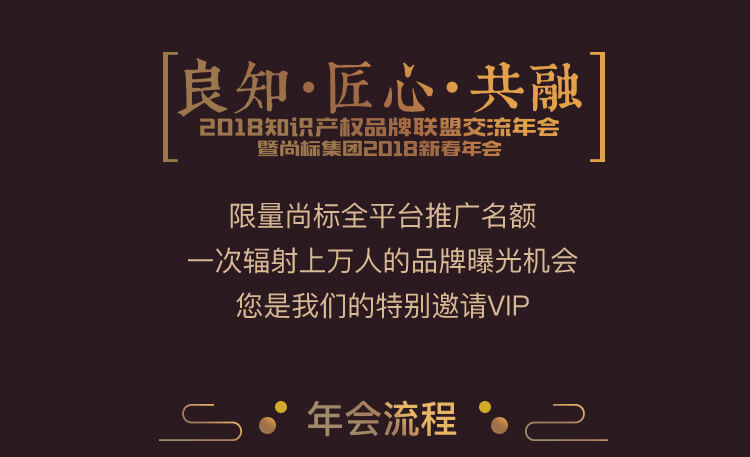 良知·匠心·共融
2018知识产权品牌联盟交流年会
暨尚标集团2018新春年会
限量尚标全平台推广名额
一次辐射上万人的品牌曝光机会
您是我们的特别邀请VIP
年会流程